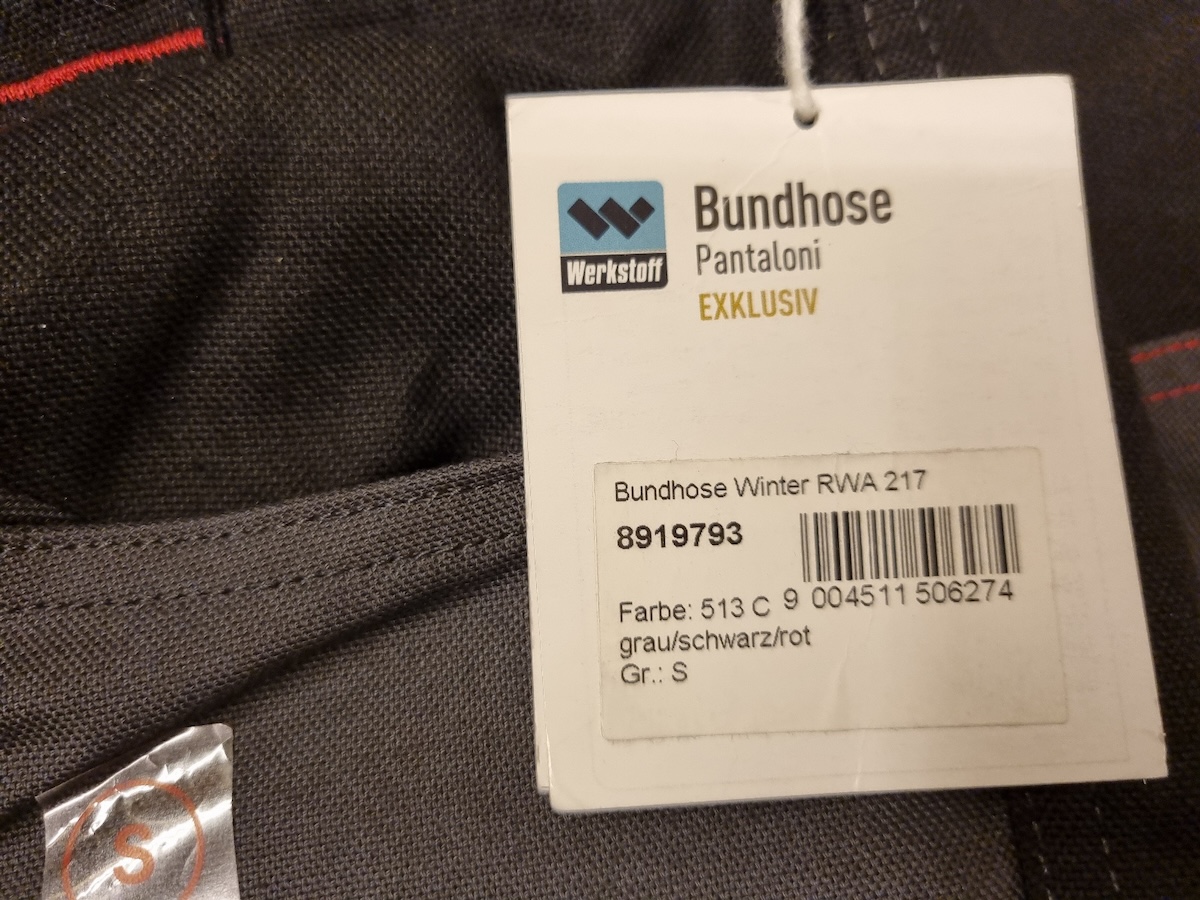 Werkstoff
Bundhose
Pantaloni
EXKLUSIV
Bundhose Winter RWA 217
8919793
9 004511 506274
Farbe: 513 C
grau/schwarz/rot
Gr.: S
S